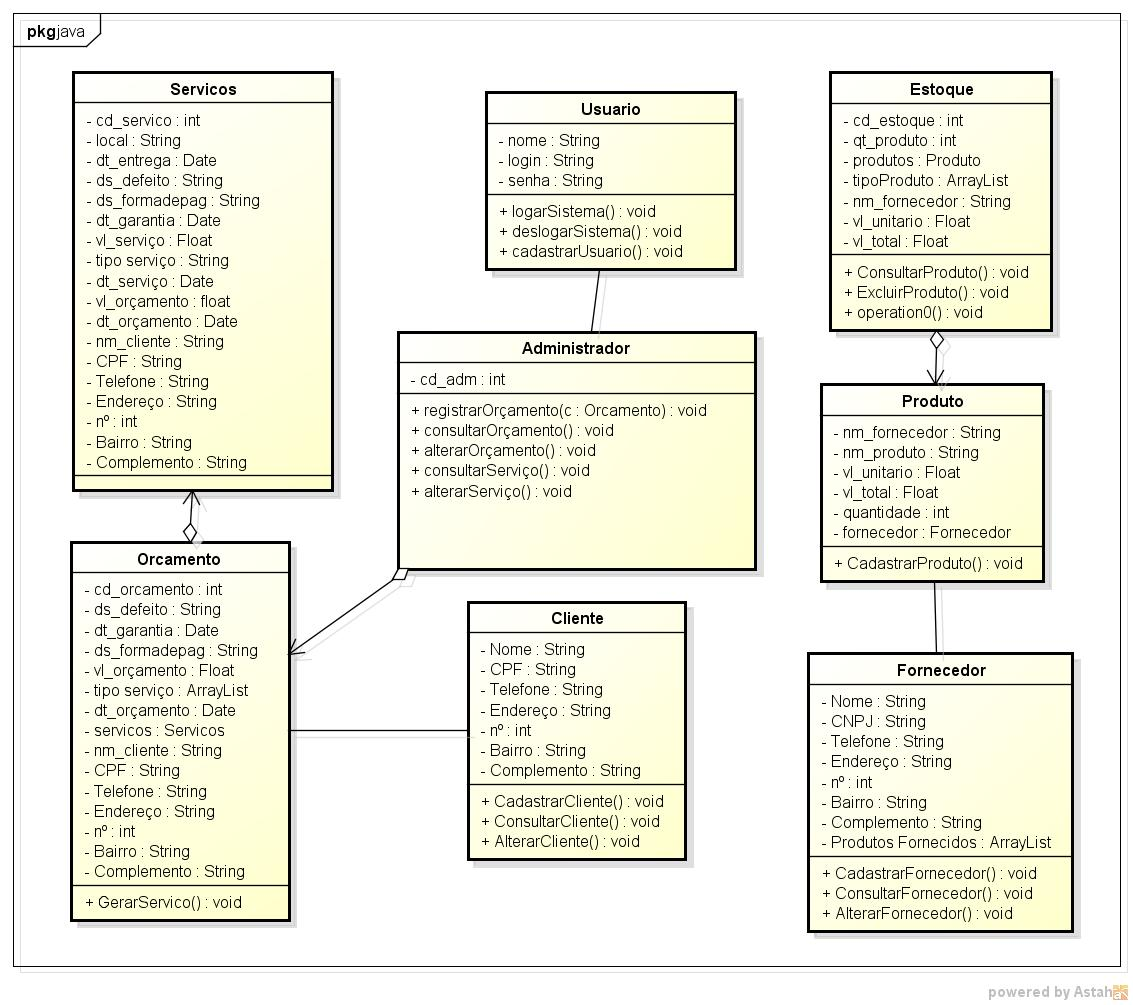 pkg java
Servicos
- cd_servico : int
- local : String
- dt_entrega : Date
- ds_defeito : String
- ds_formadepag : String
- dt_garantia : Date
- vl_serviço : Float
- tipo serviço : String
- dt_serviço : Date
- vl_orçamento : float
- dt_orçamento : Date
- nm_cliente : String
- CPF : String
- Telefone : String
- Endereço : String
- nº : int
- Bairro : String
- Complemento : String
Usuario
- nome : String
- login : String
- senha : String
+ logarSistema() : void
+ deslogarSistema() : void
+ cadastrarUsuario() : void
Estoque
- cd_estoque : int
- qt_produto : int
- produtos : Produto
- tipoProduto : ArrayList
- nm_fornecedor : String
- vl_unitario : Float
- vl_total : Float
+ ConsultarProduto() : void
+ ExcluirProduto() : void
+ operation0() : void
Administrador
- cd_adm : int
+ registrarOrçamento(c : Orcamento) : void
+ consultarOrçamento() : void
+ alterarOrçamento() : void
+ consultarServiço() : void
+ alterarServiço() : void
Produto
- nm_fornecedor : String
- nm_produto : String
- vl_unitario : Float
- vl_total : Float
- quantidade : int
- fornecedor : Fornecedor
+ CadastrarProduto() : void
Orcamento
- cd_orcamento : int
- ds_defeito : String
- dt_garantia : Date
- ds_formadepag : String
- vl_orçamento : Float
- tipo serviço : ArrayList
- dt_orçamento : Date
- servicos : Servicos
- nm_cliente : String
- CPF : String
- Telefone : String
- Endereço : String
- nº : int
- Bairro : String
- Complemento : String
+ GerarServico() : void
Cliente
- Nome : String
- CPF : String
- Telefone : String
- Endereço : String
- nº : int
- Bairro : String
- Complemento : String
+ CadastrarCliente() : void
+ ConsultarCliente() : void
+ AlterarCliente() : void
Fornecedor
- Nome : String
- CNPJ : String
- Telefone : String
- Endereço : String
- nº : int
- Bairro : String
- Complemento : String
- Produtos Fornecidos : ArrayList
+ CadastrarFornecedor() : void
+ ConsultarFornecedor() : void
+ AlterarFornecedor() : void
powered by Astah